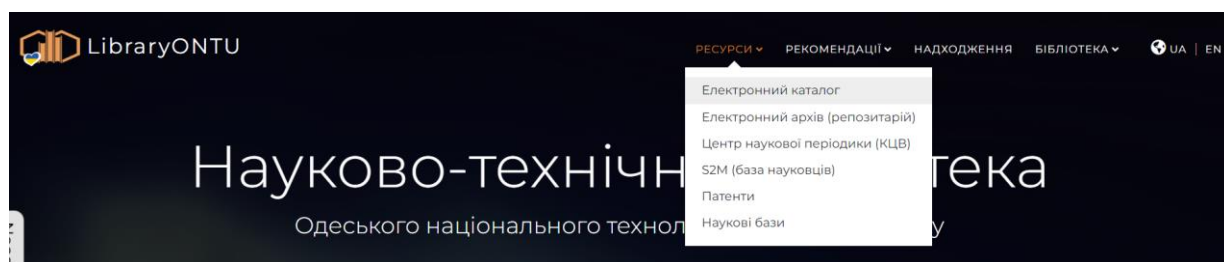 LibraryONTU
РЕСУРСИ РЕКОМЕНДАЦІЇ НАДХОДЖЕННЯ БІБЛІОТЕКА UA | EN
Електронний каталог
Електронний архів (репозитарій)
Центр наукової періодики (КЦВ)
S2M (база науковців)
Патенти
Наукові бази
Науково-технічн тека
Одеського національного технол у